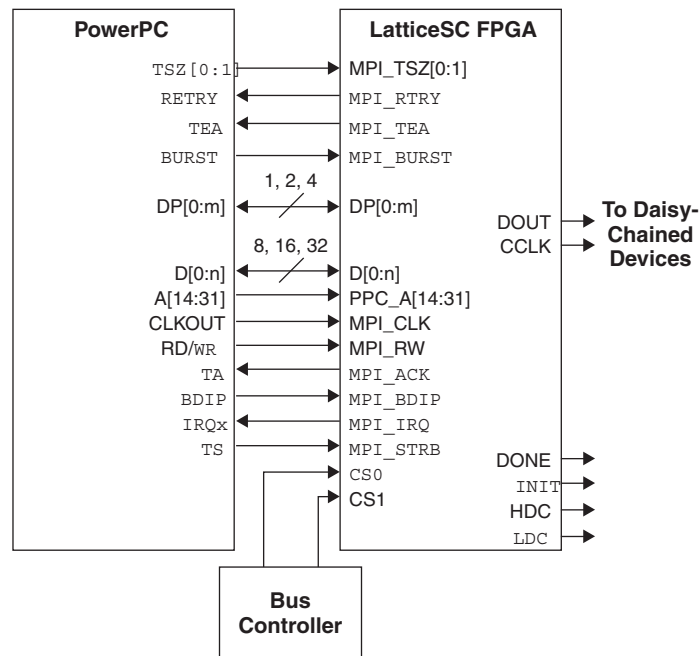 PowerPC LatticeSC FPGA
TSZ[0:1] MPI_TSZ[0:1]
RETRY MPI_RTRY
TEA MPI_TEA
BURST MPI_BURST
1, 2, 4
DP[0:m] DP[0:m]
DOUT To Daisy-
CCLK Chained
Devices
8, 16, 32
D[0:n] D[0:n]
A[14:31] PPC_A[14:31]
CLKOUT MPI_CLK
RD/WR MPI_RW
TA MPI_ACK
BDIP MPI_BDIP
IRQx MPI_IRQ
TS MPI_STRB
DONE
CS0
INIT
CS1
HDC
LDC
Bus
Controller